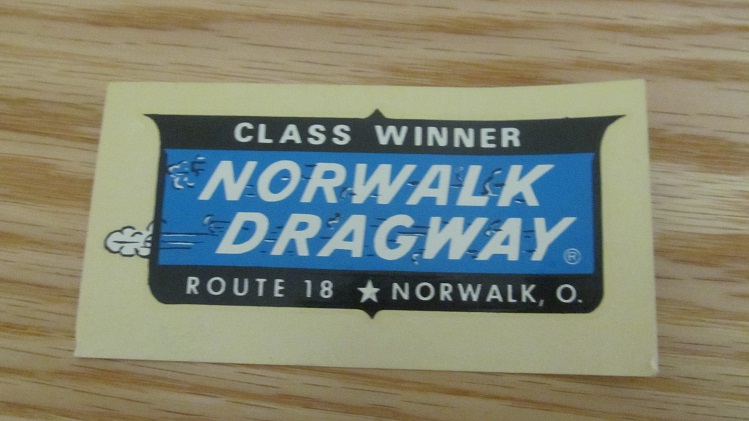 CLASS WINNER
NORWALK
DRAGWAY®
ROUTE 18 ★ NORWALK, O.